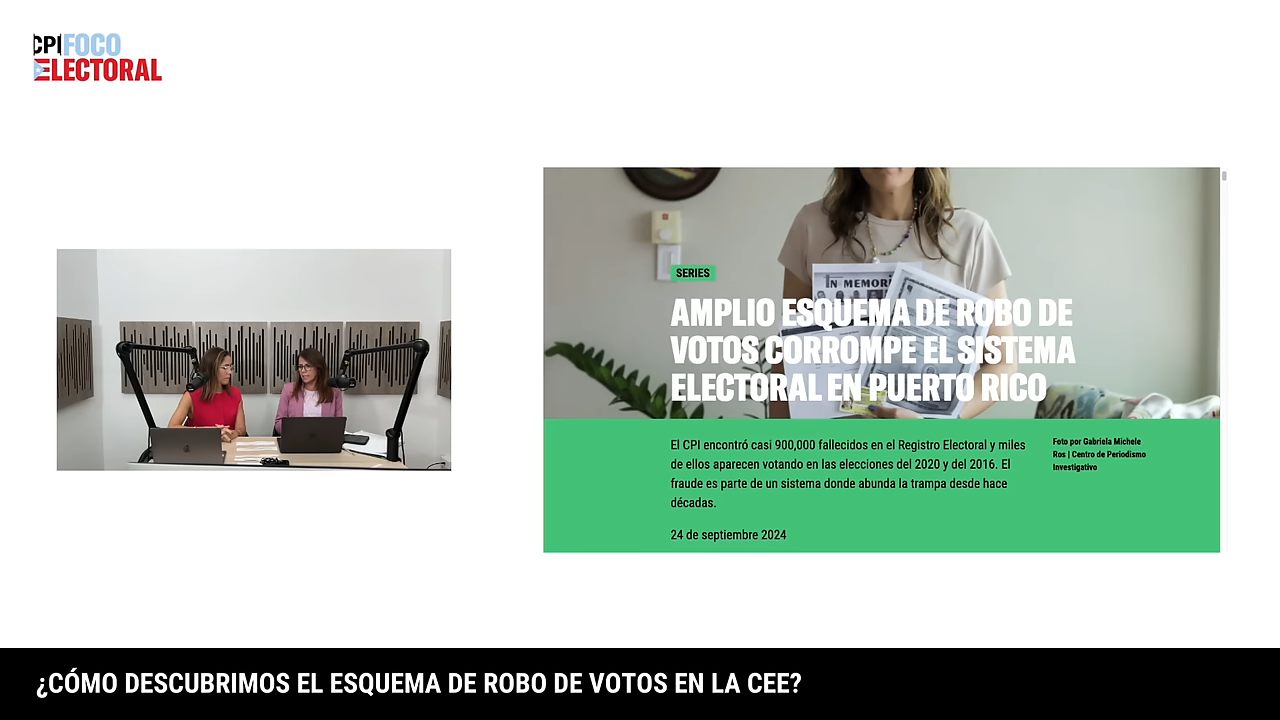 CPI FOCO
ELECTORAL
SERIES
IN MEMORI
AMPLIO ESQUEMA DE ROBO DE
VOTOS CORROMPE EL SISTEMA
ELECTORAL EN PUERTO RICO
El CPI encontró casi 900,000 fallecidos en el Registro Electoral y miles
de ellos aparecen votando en las elecciones del 2020 y del 2016. El
fraude es parte de un sistema donde abunda la trampa desde hace
décadas.
24 de septiembre 2024
Foto por Gabriela Michele
Ros | Centro de Periodismo
Investigativo
¿CÓMO DESCUBRIMOS EL ESQUEMA DE ROBO DE VOTOS EN LA CEE?